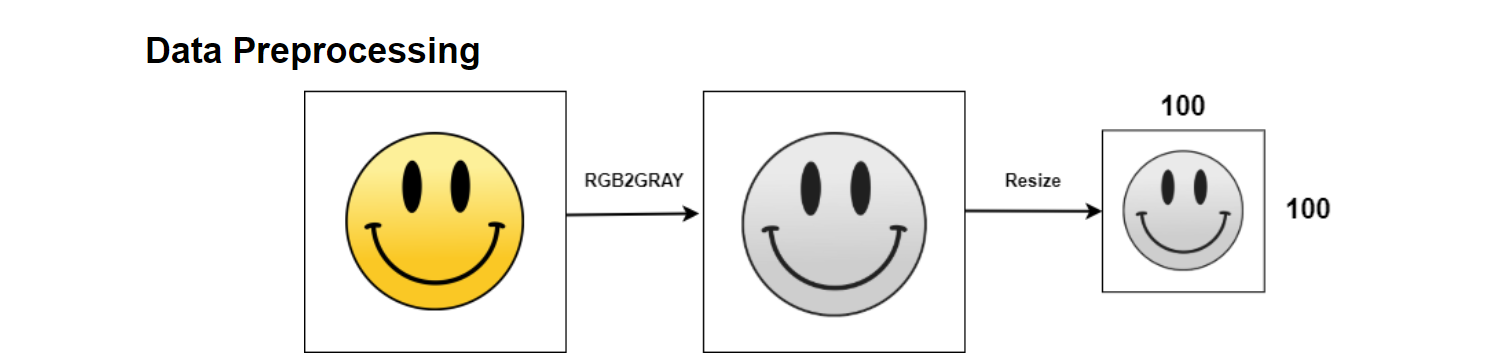 Data Preprocessing
100
RGB2GRAY
Resize
100